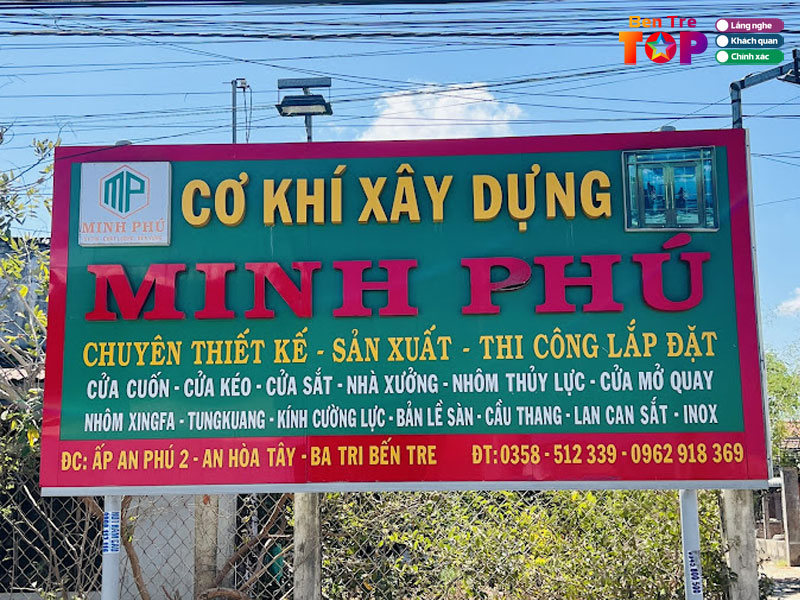 Ben Tre
TOP
Lắng nghe
Khách quan
Chính xác
MP
MINH PHÚ
CƠ KHÍ XÂY DỰNG
MINH PHÚ
CHUYÊN THIẾT KẾ - SẢN XUẤT - THI CÔNG LẮP ĐẶT
CỬA CUỐN - CỬA KÉO - CỬA SẮT - NHÀ XƯỞNG - NHÔM THỦY LỰC - CỬA MỞ QUAY
NHÔM XINGFA - TUNGKUANG - KÍNH CƯỜNG LỰC - BẢN LỀ SÀN - CẦU THANG - LAN CAN SẮT - INOX
ĐC: ẤP AN PHÚ 2 - AN HÒA TÂY - BA TRI BẾN TRE ĐT: 0358 - 512 339 - 0962 918 369